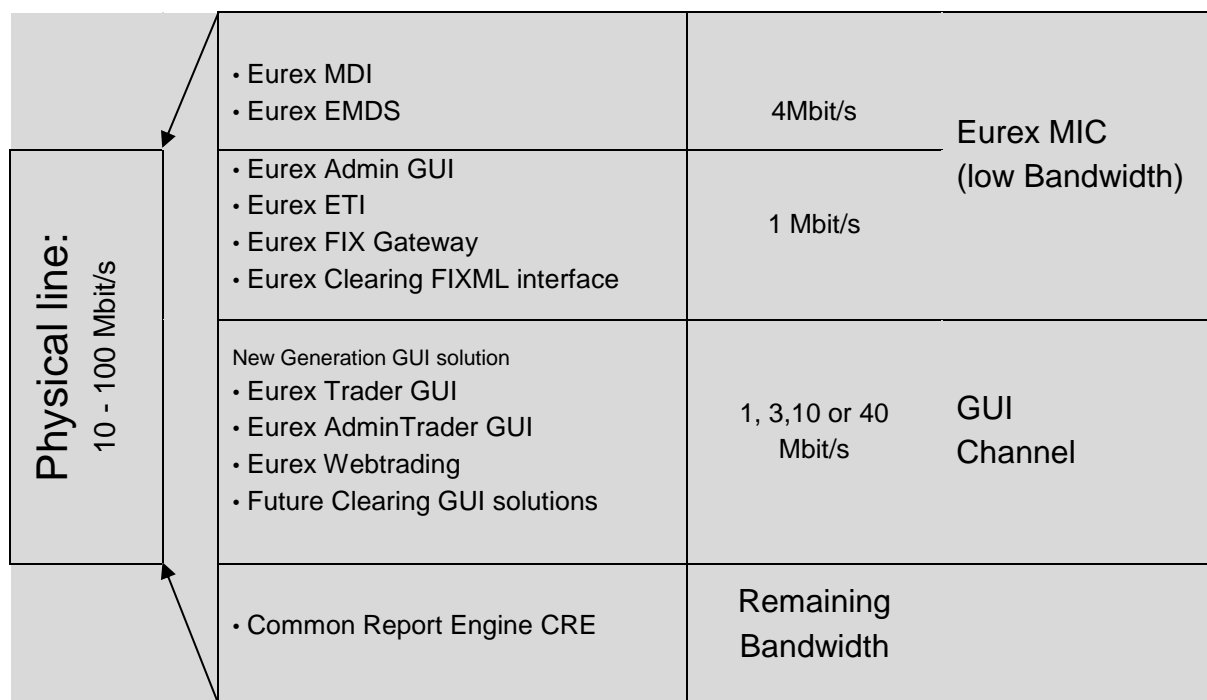 Physical line:
10 - 100 Mbit/s
• Eurex MDI
• Eurex EMDS
4Mbit/s
Eurex MIC
(low Bandwidth)
• Eurex Admin GUI
• Eurex ETI
• Eurex FIX Gateway
• Eurex Clearing FIXML interface
1 Mbit/s
New Generation GUI solution
• Eurex Trader GUI
• Eurex AdminTrader GUI
• Eurex Webtrading
• Future Clearing GUI solutions
1, 3,10 or 40
Mbit/s
GUI
Channel
• Common Report Engine CRE
Remaining
Bandwidth